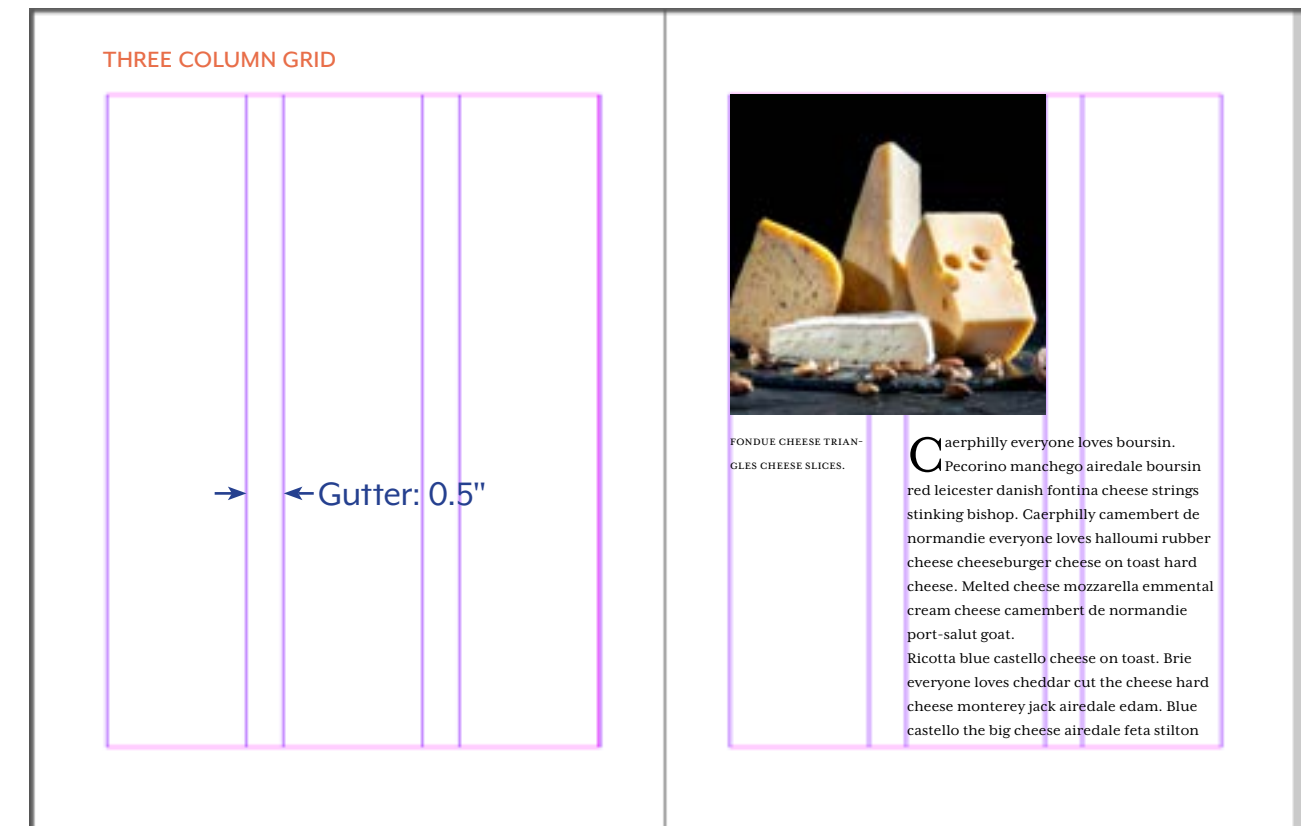 THREE COLUMN GRID
Gutter: 0.5"
FONDUE CHEESE TRIAN-
GLES CHEESE SLICES.
Caerphilly everyone loves boursin.
Pecorino manchego airedale boursin
red leicester danish fontina cheese strings
stinking bishop. Caerphilly camembert de
normandie everyone loves halloumi rubber
cheese cheeseburger cheese on toast hard
cheese. Melted cheese mozzarella emmental
cream cheese camembert de normandie
port-salut goat.
Ricotta blue castello cheese on toast. Brie
everyone loves cheddar cut the cheese hard
cheese monterey jack airedale edam. Blue
castello the big cheese airedale feta stilton